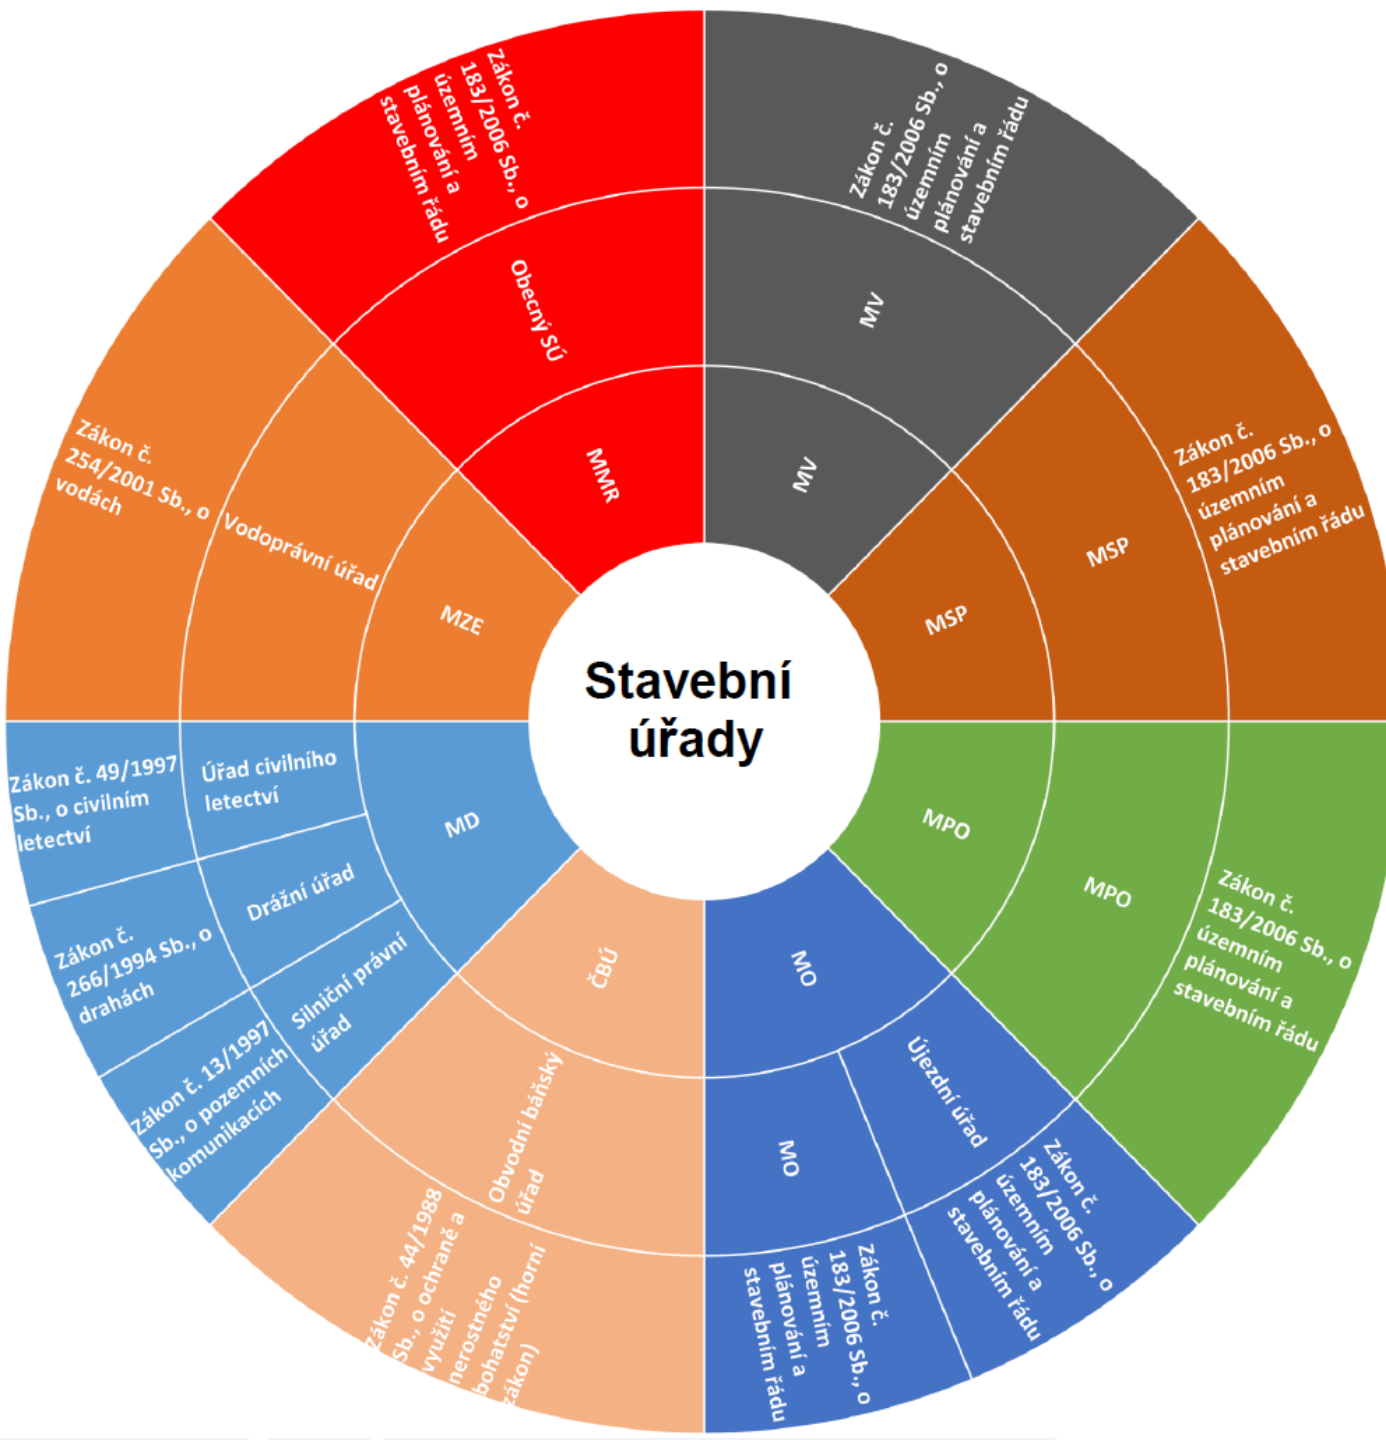 Stavební
úřady
MV
MV
Zákon č.
183/2006 Sb., o
územním
plánování a
stavebním řádu
MSP
MSP
Zákon č.
183/2006 Sb., o
územním
plánování a
stavebním řádu
MPO
MPO
Zákon č.
183/2006 Sb., o
územním
plánování a
stavebním řádu
MO
Újezdní úřad
Zákon č.
183/2006 Sb., o
územním
plánování a
stavebním řádu
MO
Zákon č.
183/2006 Sb., o
územním
plánování a
stavebním řádu
ČBÚ
Obvodní báňský
úřad
Zákon č. 44/1988
Sb., o ochraně a
využití
nerostného
bohatství (horní
zákon)
MD
Silniční právní
úřad
Zákon č. 13/1997
Sb., o pozemních
komunikacích
Drážní úřad
Zákon č.
266/1994 Sb., o
drahách
Úřad civilního
letectví
Zákon č. 49/1997
Sb., o civilním
letectví
MZE
Vodoprávní úřad
Zákon č.
254/2001 Sb., o
vodách
MMR
Obecný SÚ
Zákon č.
183/2006 Sb., o
územním
plánování a
stavebním řádu